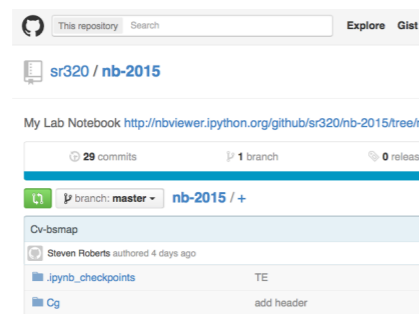 This repository Search Explore Gist
sr320 / nb-2015
My Lab Notebook http://nbviewer.ipython.org/github/sr320/nb-2015/tree/
29 commits 1 branch 0 releas
branch: master nb-2015 / +
Cv-bsmap
Steven Roberts authored 4 days ago
.ipynb_checkpoints TE
Cg add header